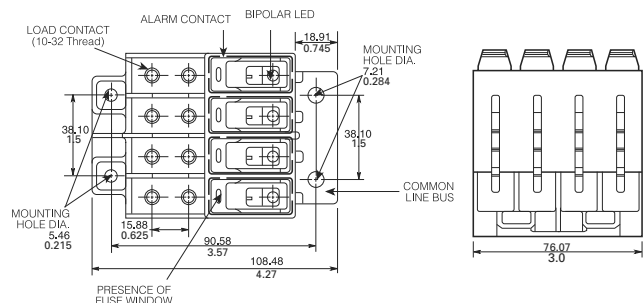 ALARM CONTACT
BIPOLAR LED
LOAD CONTACT
(10-32 Thread)
18.91
0.745
MOUNTING
HOLE DIA.
7.21
0.284
38.10
1.5
38.10
1.5
COMMON
LINE BUS
MOUNTING
HOLE DIA.
5.46
0.215
15.88
0.625
90.58
3.57
108.48
4.27
PRESENCE OF
FUSE WINDOW
76.07
3.0